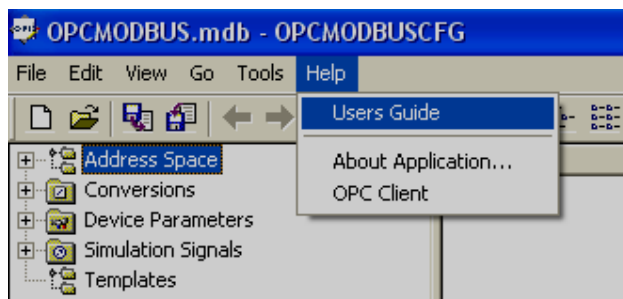 OPCMODBUS.mdb - OPCMODBUSCFG
File Edit View Go Tools Help
Users Guide
About Application...
OPC Client
Address Space
Conversions
Device Parameters
Simulation Signals
Templates